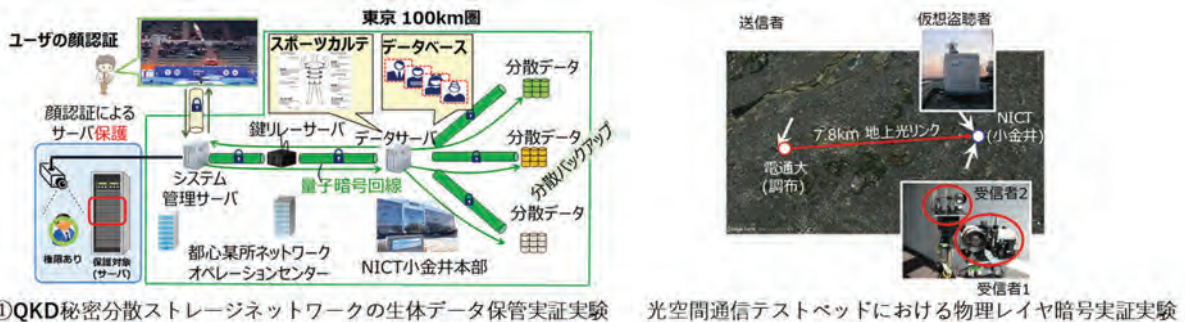 東京 100km圏
ユーザの顔認証
スポーツカルテ
データベース
分散データ
顔認証による
サーバ保護
鍵リレーサーバ
データサーバ
分散データ
分散バックアップ
システム
管理サーバ
量子暗号回線
分散データ
権限あり
保護対象
(サーバ)
都心某所ネットワーク
オペレーションセンター
NICT小金井本部
①QKD秘密分散ストレージネットワークの生体データ保管実証実験
送信者
仮想盗聴者
NICT
(小金井)
7.8km 地上光リンク
電通大
(調布)
受信者2
受信者1
光空間通信テストベッドにおける物理レイヤ暗号実証実験